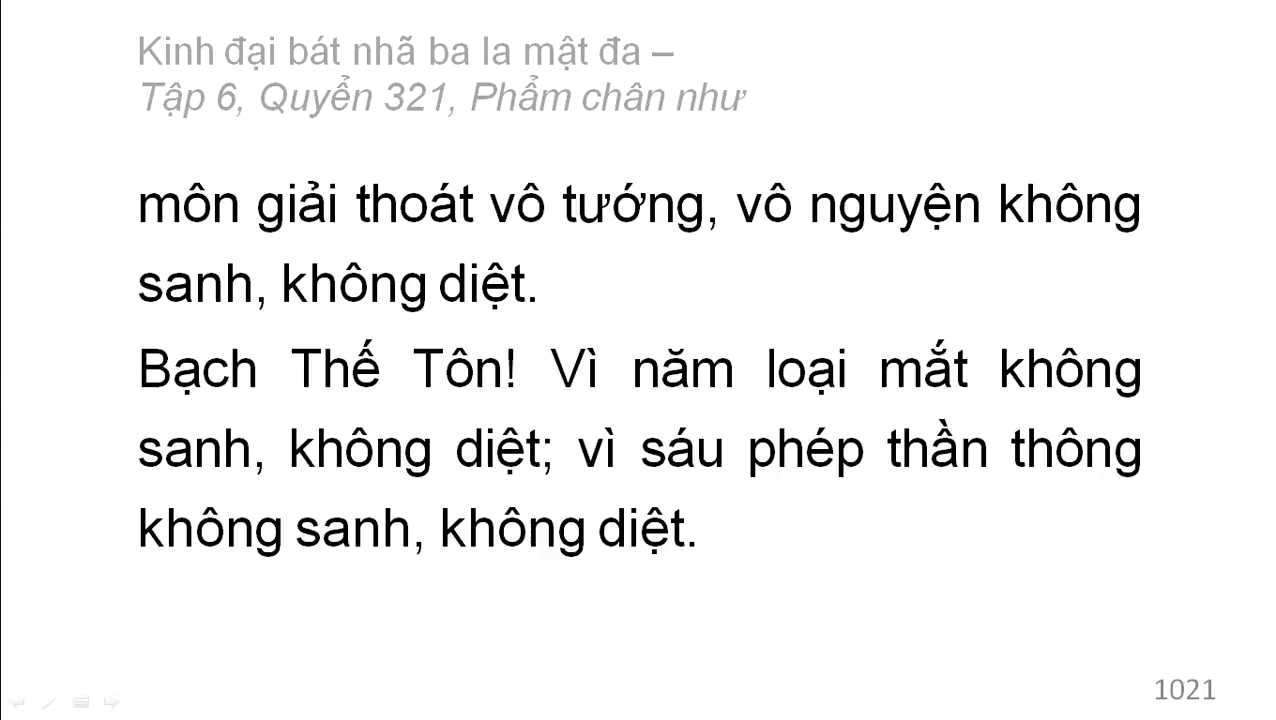 Kinh đại bát nhã ba la mật đa –
Tập 6, Quyển 321, Phẩm chân như
môn giải thoát vô tướng, vô nguyện không
sanh, không diệt.
Bạch Thế Tôn! Vì năm loại mắt không
sanh, không diệt; vì sáu phép thần thông
không sanh, không diệt.
1021